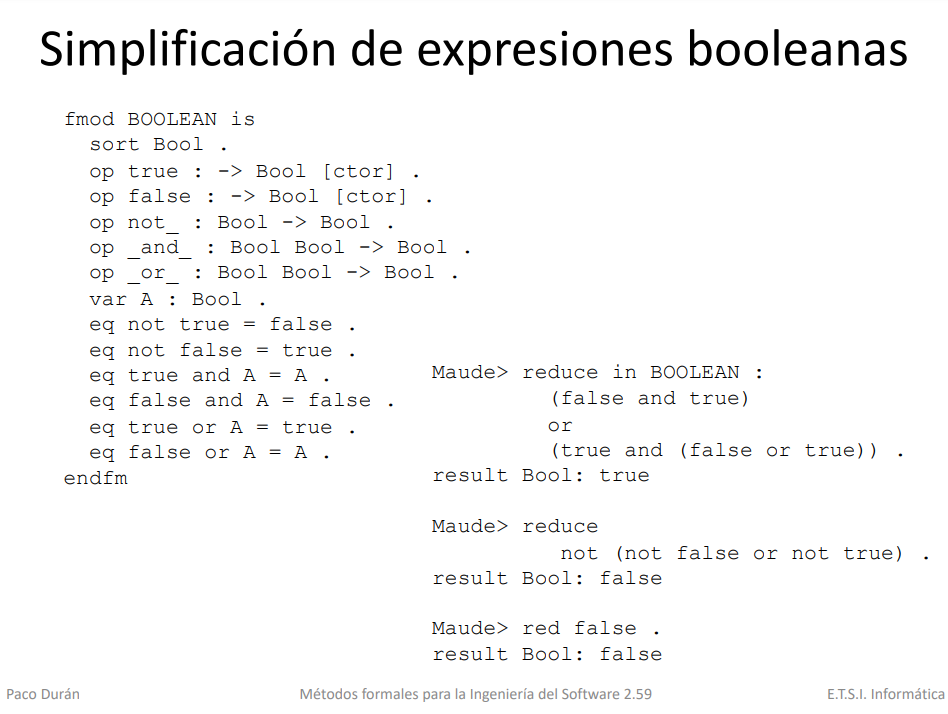 Simplificación de expresiones booleanas
fmod BOOLEAN is
  sort Bool .
  op true : -> Bool [ctor] .
  op false : -> Bool [ctor] .
  op not_ : Bool -> Bool .
  op _and_ : Bool Bool -> Bool .
  op _or_ : Bool Bool -> Bool .
  var A : Bool .
  eq not true = false .
  eq not false = true .
  eq true and A = A .
  eq false and A = false .
  eq true or A = true .
  eq false or A = A .
endfm
Maude> reduce in BOOLEAN :
         (false and true)
         or
         (true and (false or true)) .
result Bool: true
Maude> reduce
          not (not false or not true) .
result Bool: false
Maude> red false .
result Bool: false
Paco Durán
Métodos formales para la Ingeniería del Software 2.59
E.T.S.I. Informática